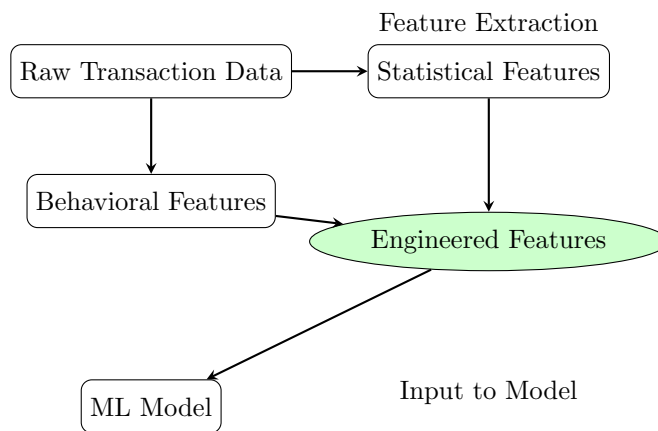 Feature Extraction
Raw Transaction Data
Statistical Features
Behavioral Features
Engineered Features
ML Model
Input to Model